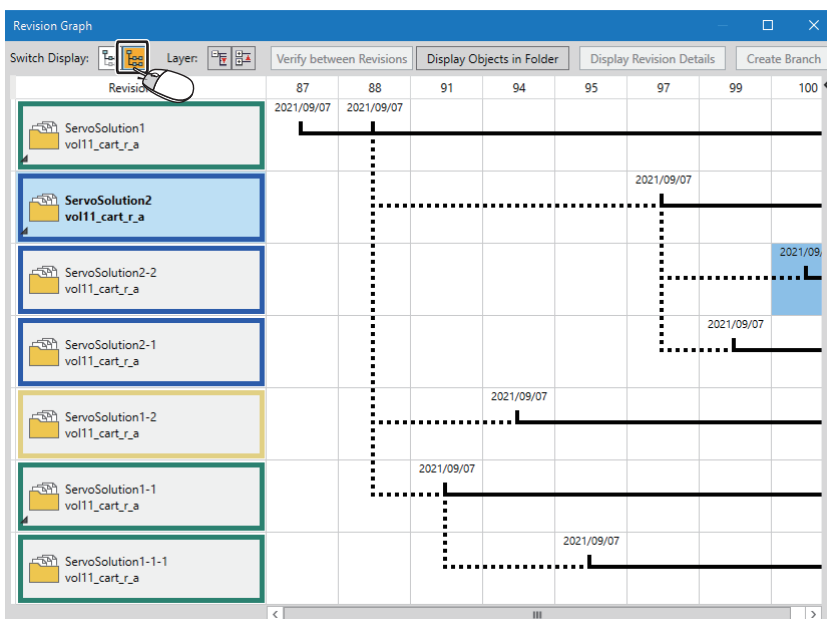 Revision Graph
Switch Display: Layer: Verify between Revisions Display Objects in Folder Display Revision Details Create Branch
87 88 91 94 95 97 99 100
2021/09/07 2021/09/07
ServoSolution1
vol11_cart_r_a
2021/09/07
ServoSolution2
vol11_cart_r_a
2021/09/
ServoSolution2-2
vol11_cart_r_a
2021/09/07
ServoSolution2-1
vol11_cart_r_a
2021/09/07
ServoSolution1-2
vol11_cart_r_a
2021/09/07
ServoSolution1-1
vol11_cart_r_a
2021/09/07
ServoSolution1-1-1
vol11_cart_r_a